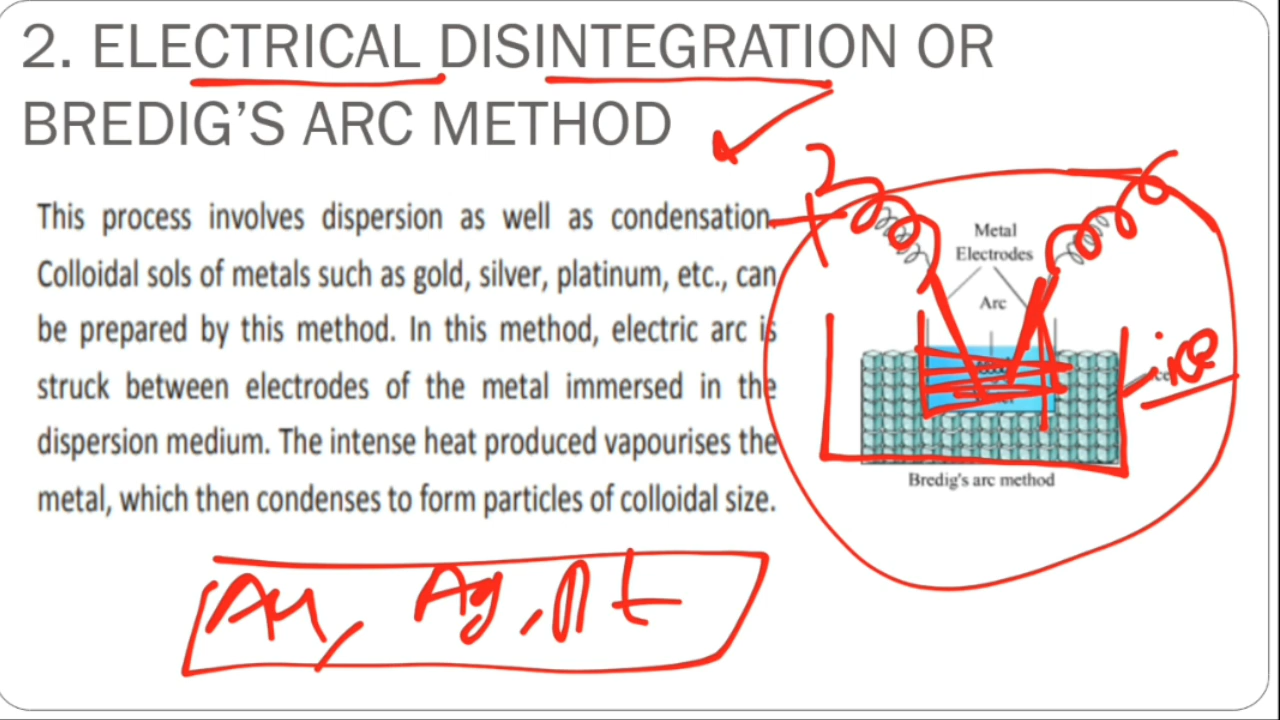 2. ELECTRICAL DISINTEGRATION OR
BREDIG’S ARC METHOD
This process involves dispersion as well as condensation.
Colloidal sols of metals such as gold, silver, platinum, etc., can
be prepared by this method. In this method, electric arc is
struck between electrodes of the metal immersed in the
dispersion medium. The intense heat produced vapourises the
metal, which then condenses to form particles of colloidal size.
Metal
Electrodes
Arc
ice
Bredig's arc method
Au, Ag, Pt